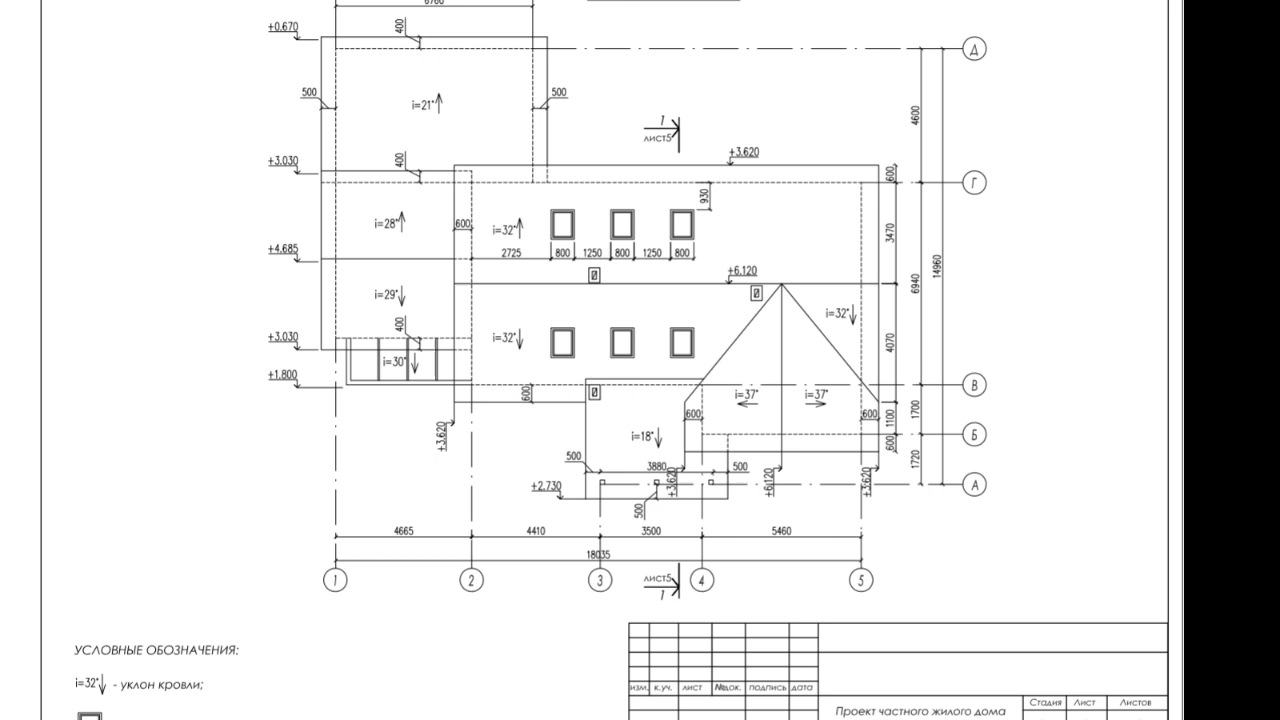 6760
+0.670
400
Д
i=21°
500
500
4600
1
лист5
+3.620
+3.030
400
600
Г
930
i=28°
600
i=32°
3470
2725 800 1250 800 1250 800
+4.685
+6.120
14960
6940
i=29°
i=32°
+3.030
400
i=32°
4070
i=30°
+1.800
В
600
i=37° i=37°
600
600
1100
1700
+3.620
i=18°
Б
600
500
3880
500
1720
+3.620
+6.120
+3.620
+2.730
А
500
4665 4410 3500 5460
18035
1 2 3 4 5
лист5
1
УСЛОВНЫЕ ОБОЗНАЧЕНИЯ:
i=32° - уклон кровли;
изм. к.уч. лист №док. подпись дата
Проект частного жилого дома
Стадия Лист Листов